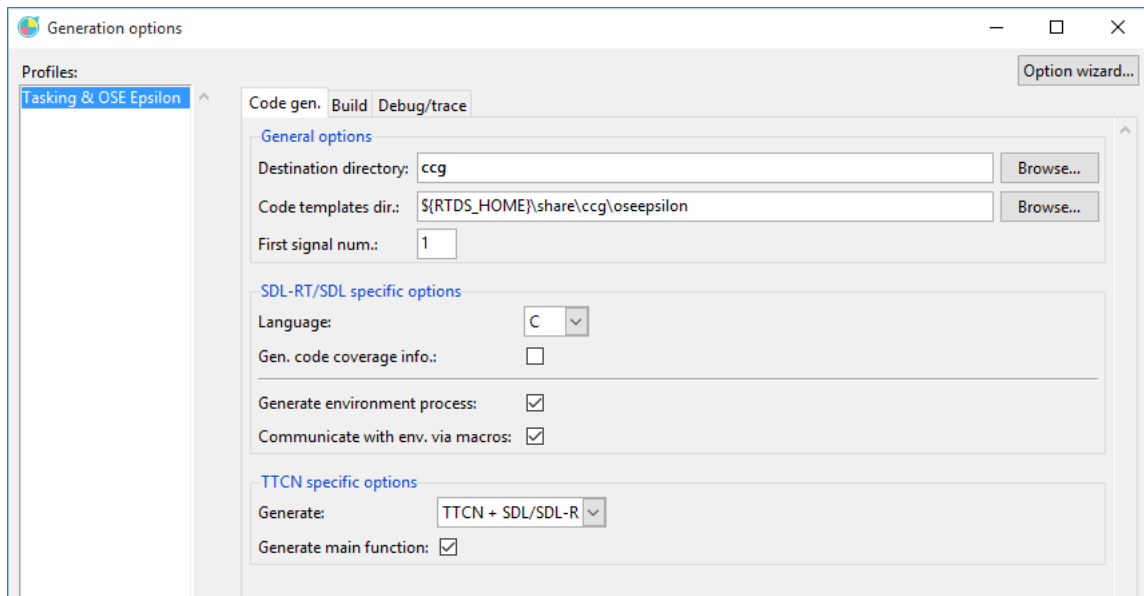 Generation options
Profiles:
Option wizard...
Tasking & OSE Epsilon
Code gen. Build Debug/trace
General options
Destination directory: ccg Browse...
Code templates dir.: ${RTDS_HOME}\share\ccg\oseepsilon Browse...
First signal num.: 1
SDL-RT/SDL specific options
Language: C
Gen. code coverage info.:
Generate environment process:
Communicate with env. via macros:
TTCN specific options
Generate: TTCN + SDL/SDL-R
Generate main function: